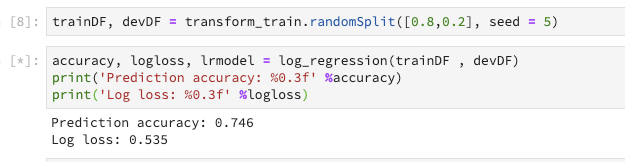 [8]: trainDF, devDF = transform_train.randomSplit([0.8,0.2], seed = 5)
[*]: accuracy, logloss, lrmodel = log_regression(trainDF , devDF)
print('Prediction accuracy: %0.3f' %accuracy)
print('Log loss: %0.3f' %logloss)
Prediction accuracy: 0.746
Log loss: 0.535